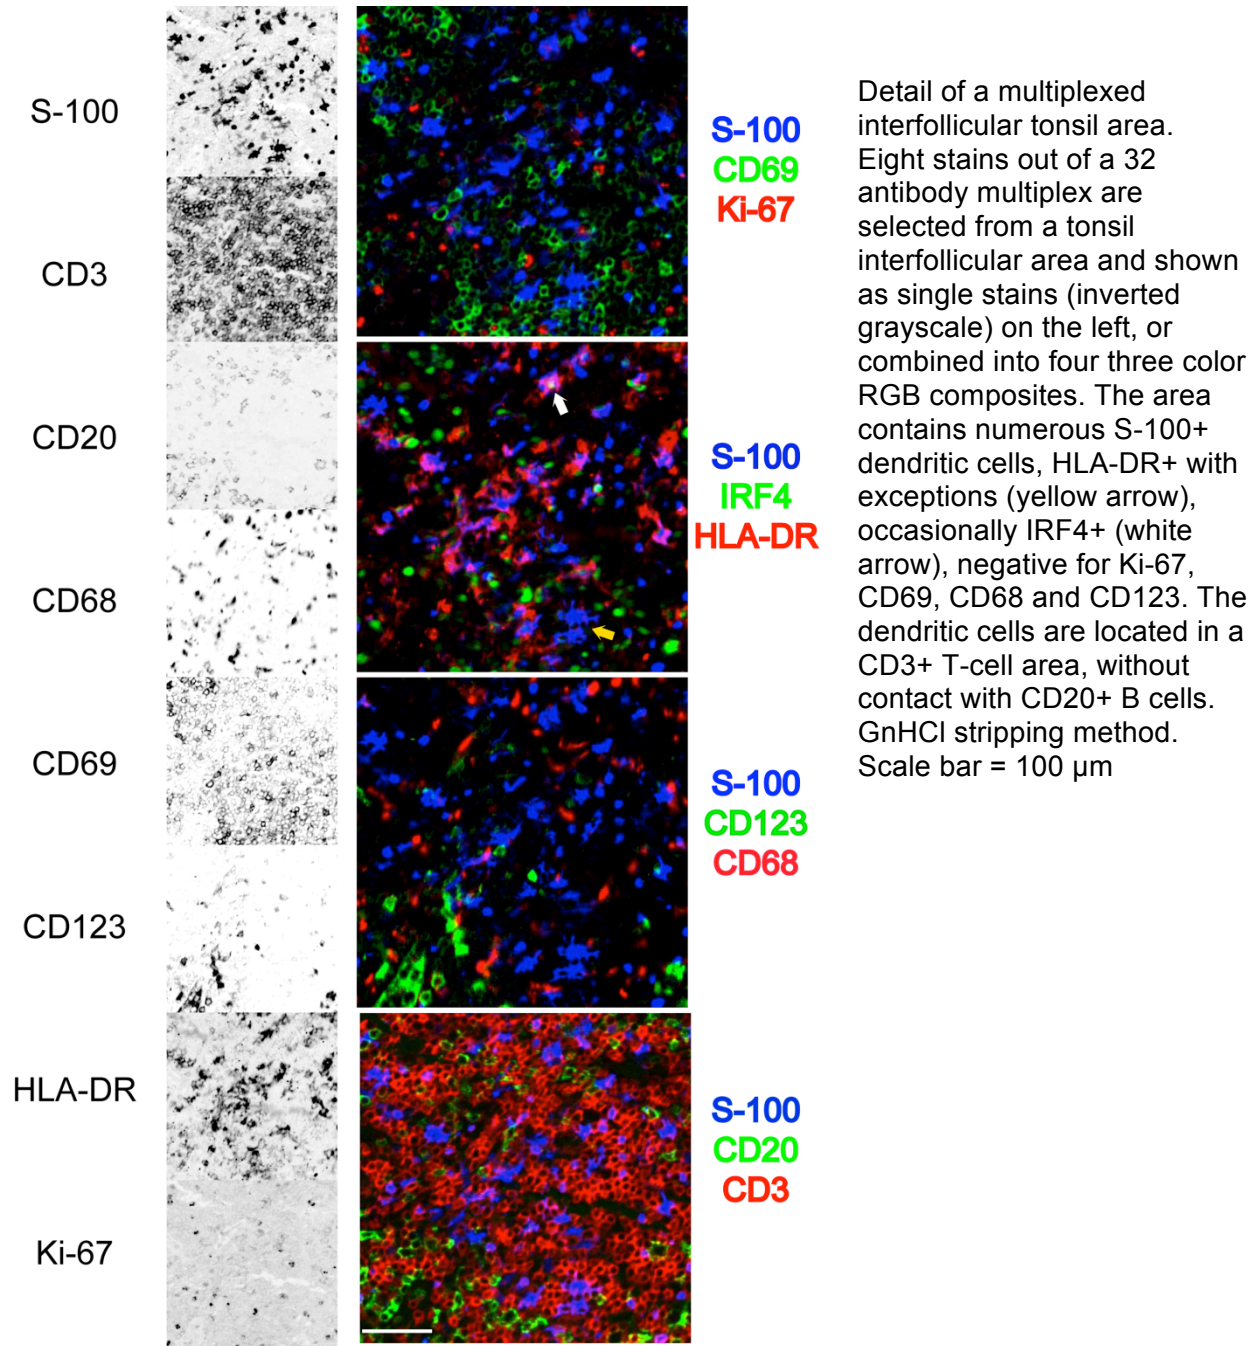 S-100
CD3
CD20
CD68
CD69
CD123
HLA-DR
Ki-67
S-100
CD69
Ki-67
S-100
IRF4
HLA-DR
S-100
CD123
CD68
S-100
CD20
CD3
Detail of a multiplexed
interfollicular tonsil area.
Eight stains out of a 32
antibody multiplex are
selected from a tonsil
interfollicular area and shown
as single stains (inverted
grayscale) on the left, or
combined into four three color
RGB composites. The area
contains numerous S-100+
dendritic cells, HLA-DR+ with
exceptions (yellow arrow),
occasionally IRF4+ (white
arrow), negative for Ki-67,
CD69, CD68 and CD123. The
dendritic cells are located in a
CD3+ T-cell area, without
contact with CD20+ B cells.
GnHCl stripping method.
Scale bar = 100 µm